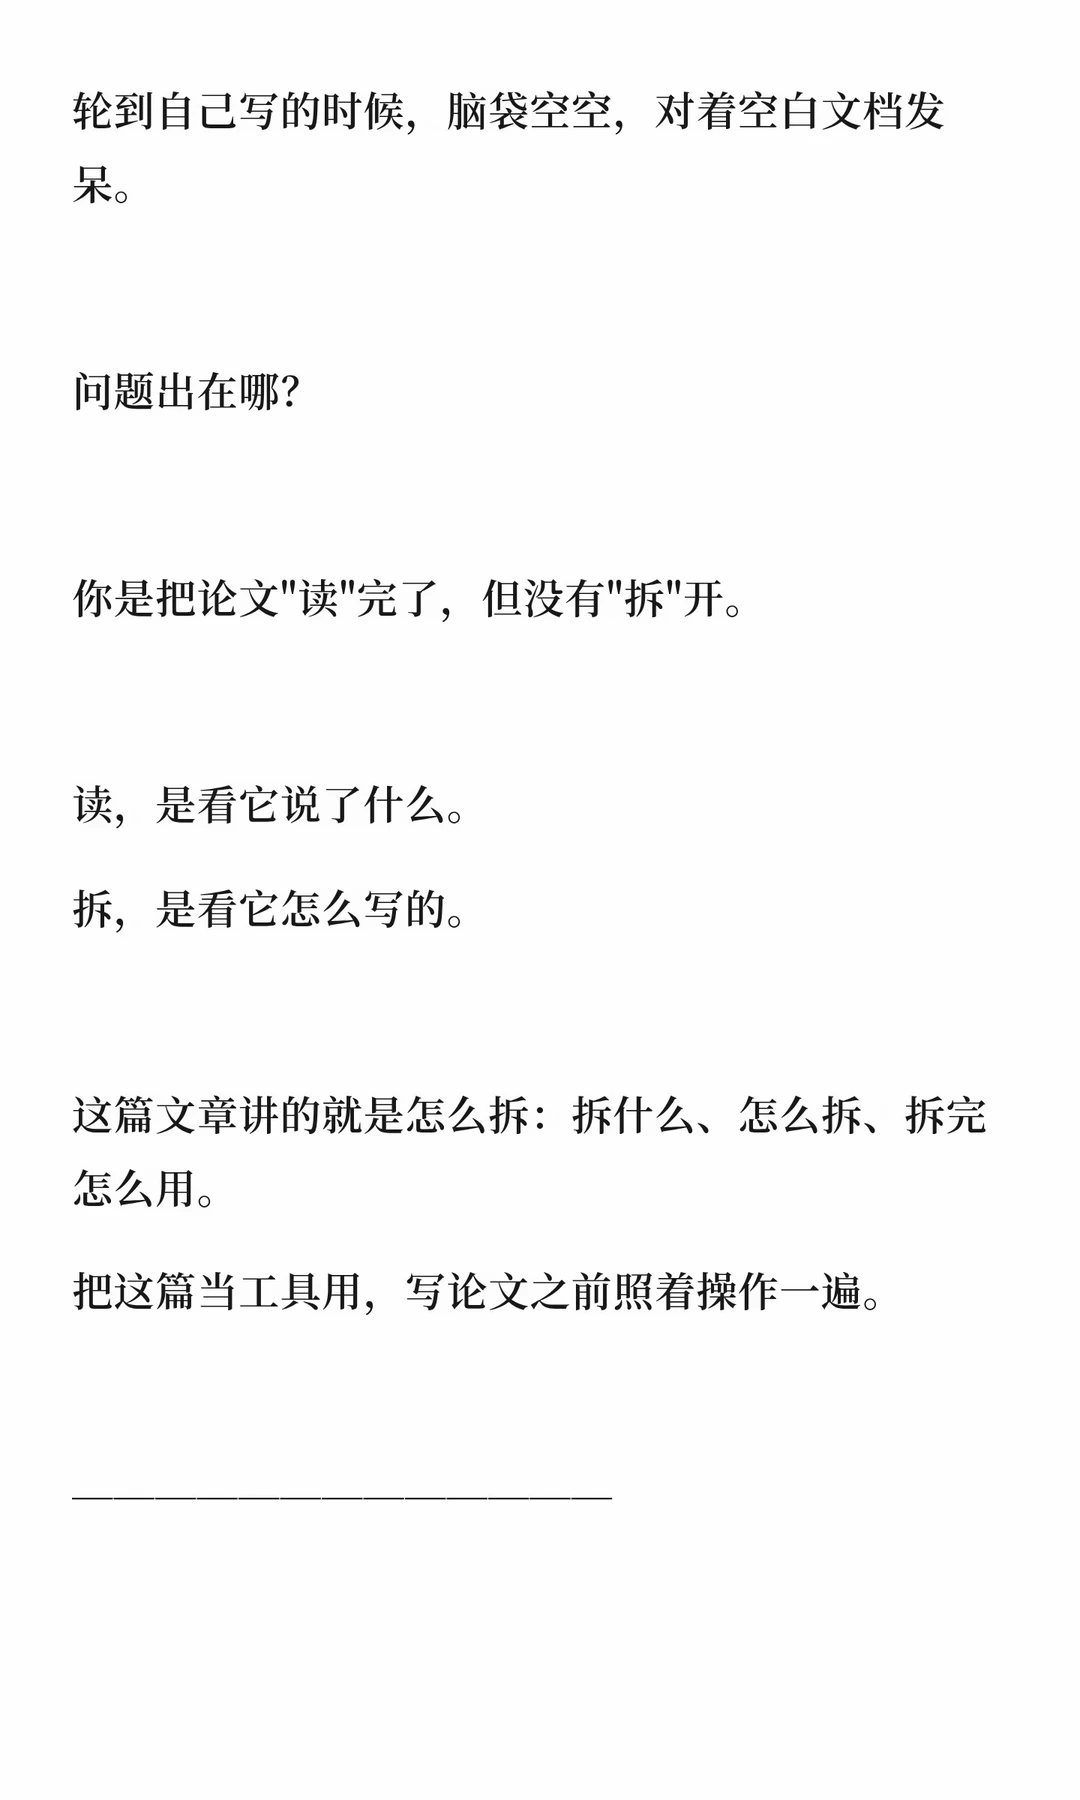 轮到自己写的时候，脑袋空空，对着空白文档发
呆。
问题出在哪？
你是把论文"读"完了，但没有"拆"开。
读，是看它说了什么。
拆，是看它怎么写的。
这篇文章讲的就是怎么拆：拆什么、怎么拆、拆完
怎么用。
把这篇当工具用，写论文之前照着操作一遍。
—————————————